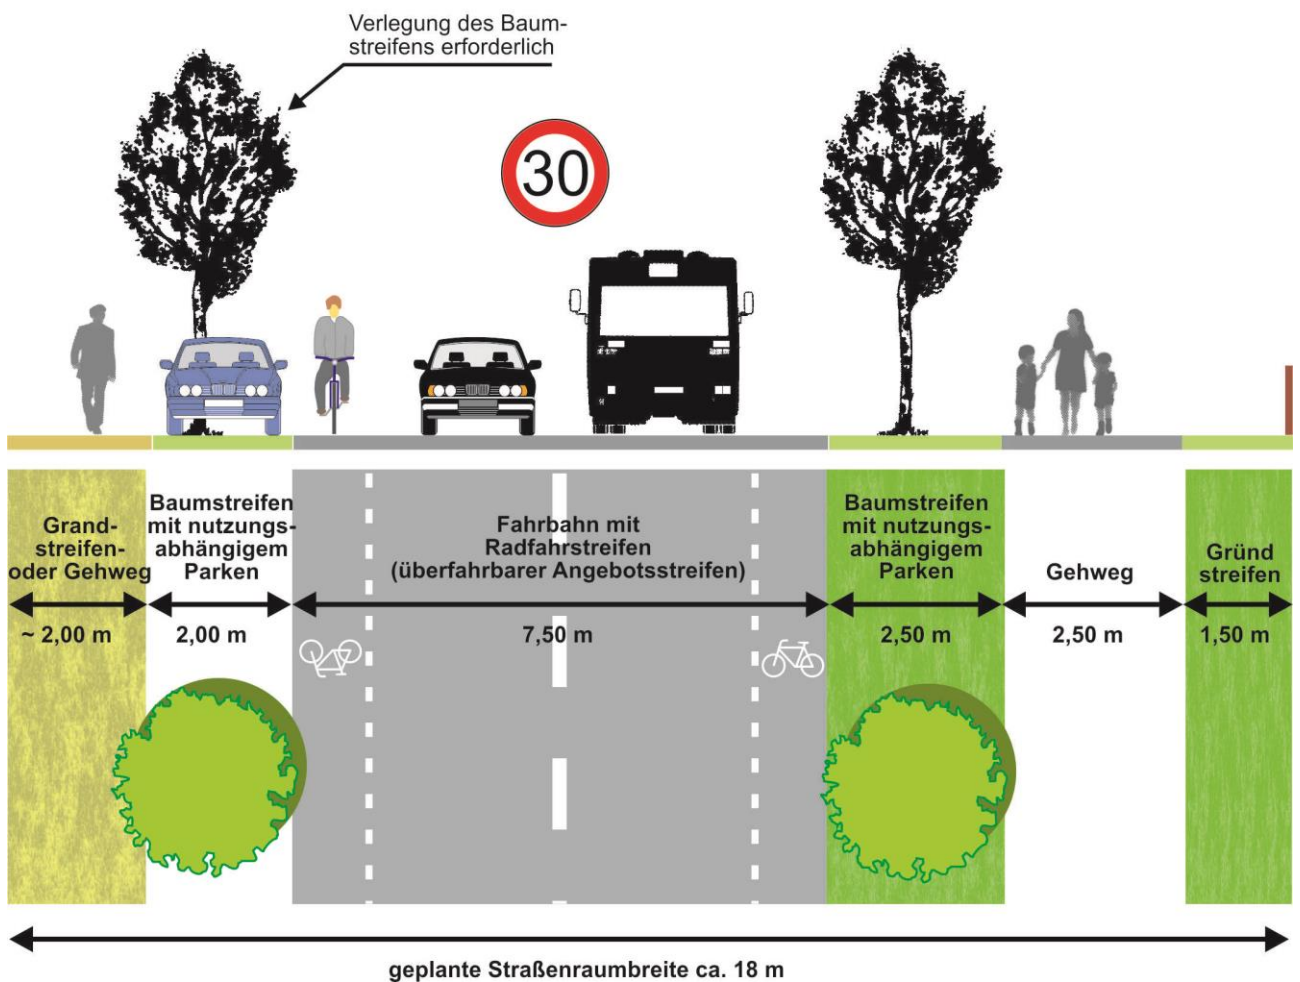 Verlegung des Baum-
streifens erforderlich
30
Grand-
streifen-
oder Gehweg
~ 2,00 m
Baumstreifen
mit nutzungs-
abhängigem
Parken
2,00 m
Fahrbahn mit
Radfahrstreifen
(überfahrbarer Angebotsstreifen)
7,50 m
Baumstreifen
mit nutzungs-
abhängigem
Parken
2,50 m
Gehweg
2,50 m
Gründ
streifen
1,50 m
geplante Straßenraumbreite ca. 18 m